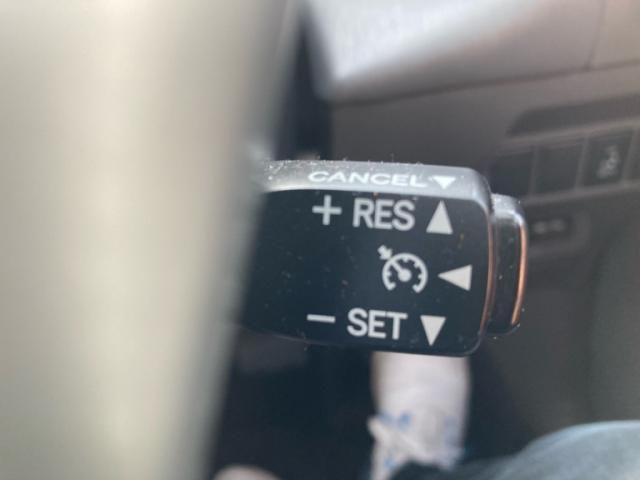 CANCEL▼
+ RES ▲
◀
− SET ▼